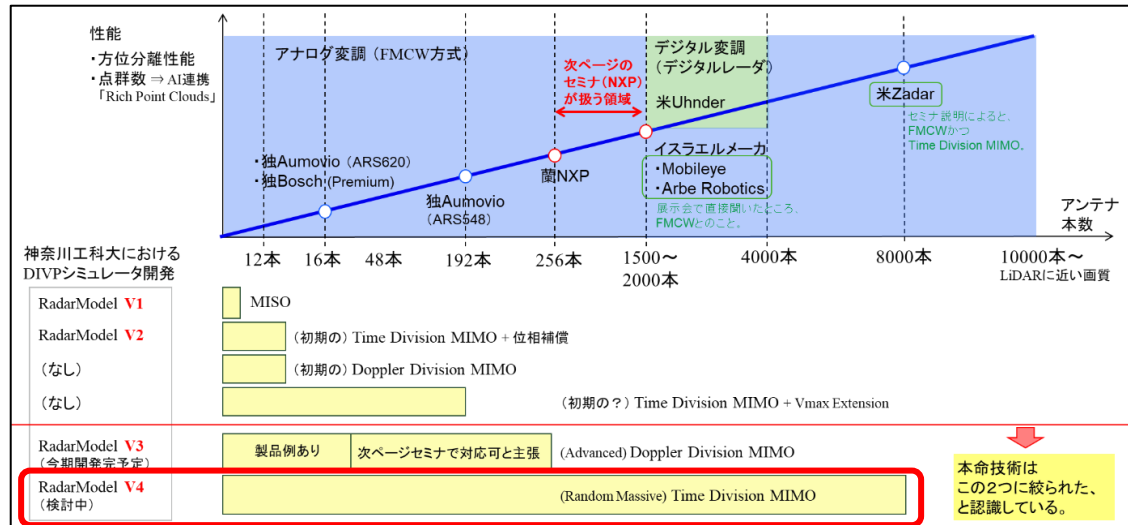 性能
・方位分離性能
・点群数 ⇒ AI連携
「Rich Point Clouds」
アナログ変調（FMCW方式）
次ページの
セミナ（NXP）
が扱う領域
デジタル変調
（デジタルレーダ）
米Uhnder
米Zadar
セミナ説明によると、
FMCWかつ
Time Division MIMO。
・独Aumovio（ARS620）
・独Bosch (Premium)
独Aumovio
(ARS548)
蘭NXP
イスラエルメーカ
・Mobileye
・Arbe Robotics
展示会で直接聞いたところ、
FMCWとのこと。
アンテナ
本数
12本
16本
48本
192本
256本
1500～
2000本
4000本
8000本
10000本～
LiDARに近い画質
神奈川工科大における
DIVPシミュレータ開発
RadarModel V1
MISO
RadarModel V2
（初期の）Time Division MIMO + 位相補償
（なし）
（初期の）Doppler Division MIMO
（なし）
（初期の？）Time Division MIMO + Vmax Extension
RadarModel V3
（今期開発完予定）
製品例あり
次ページセミナで対応可と主張
(Advanced) Doppler Division MIMO
RadarModel V4
（検討中）
(Random Massive) Time Division MIMO
本命技術は
この２つに絞られた、
と認識している。